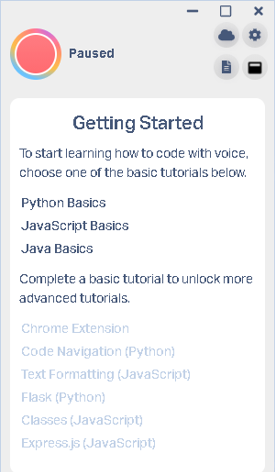 Paused
Getting Started
To start learning how to code with voice,
choose one of the basic tutorials below.
Python Basics
JavaScript Basics
Java Basics
Complete a basic tutorial to unlock more
advanced tutorials.
Chrome Extension
Code Navigation (Python)
Text Formatting (JavaScript)
Flask (Python)
Classes (JavaScript)
Express.js (JavaScript)